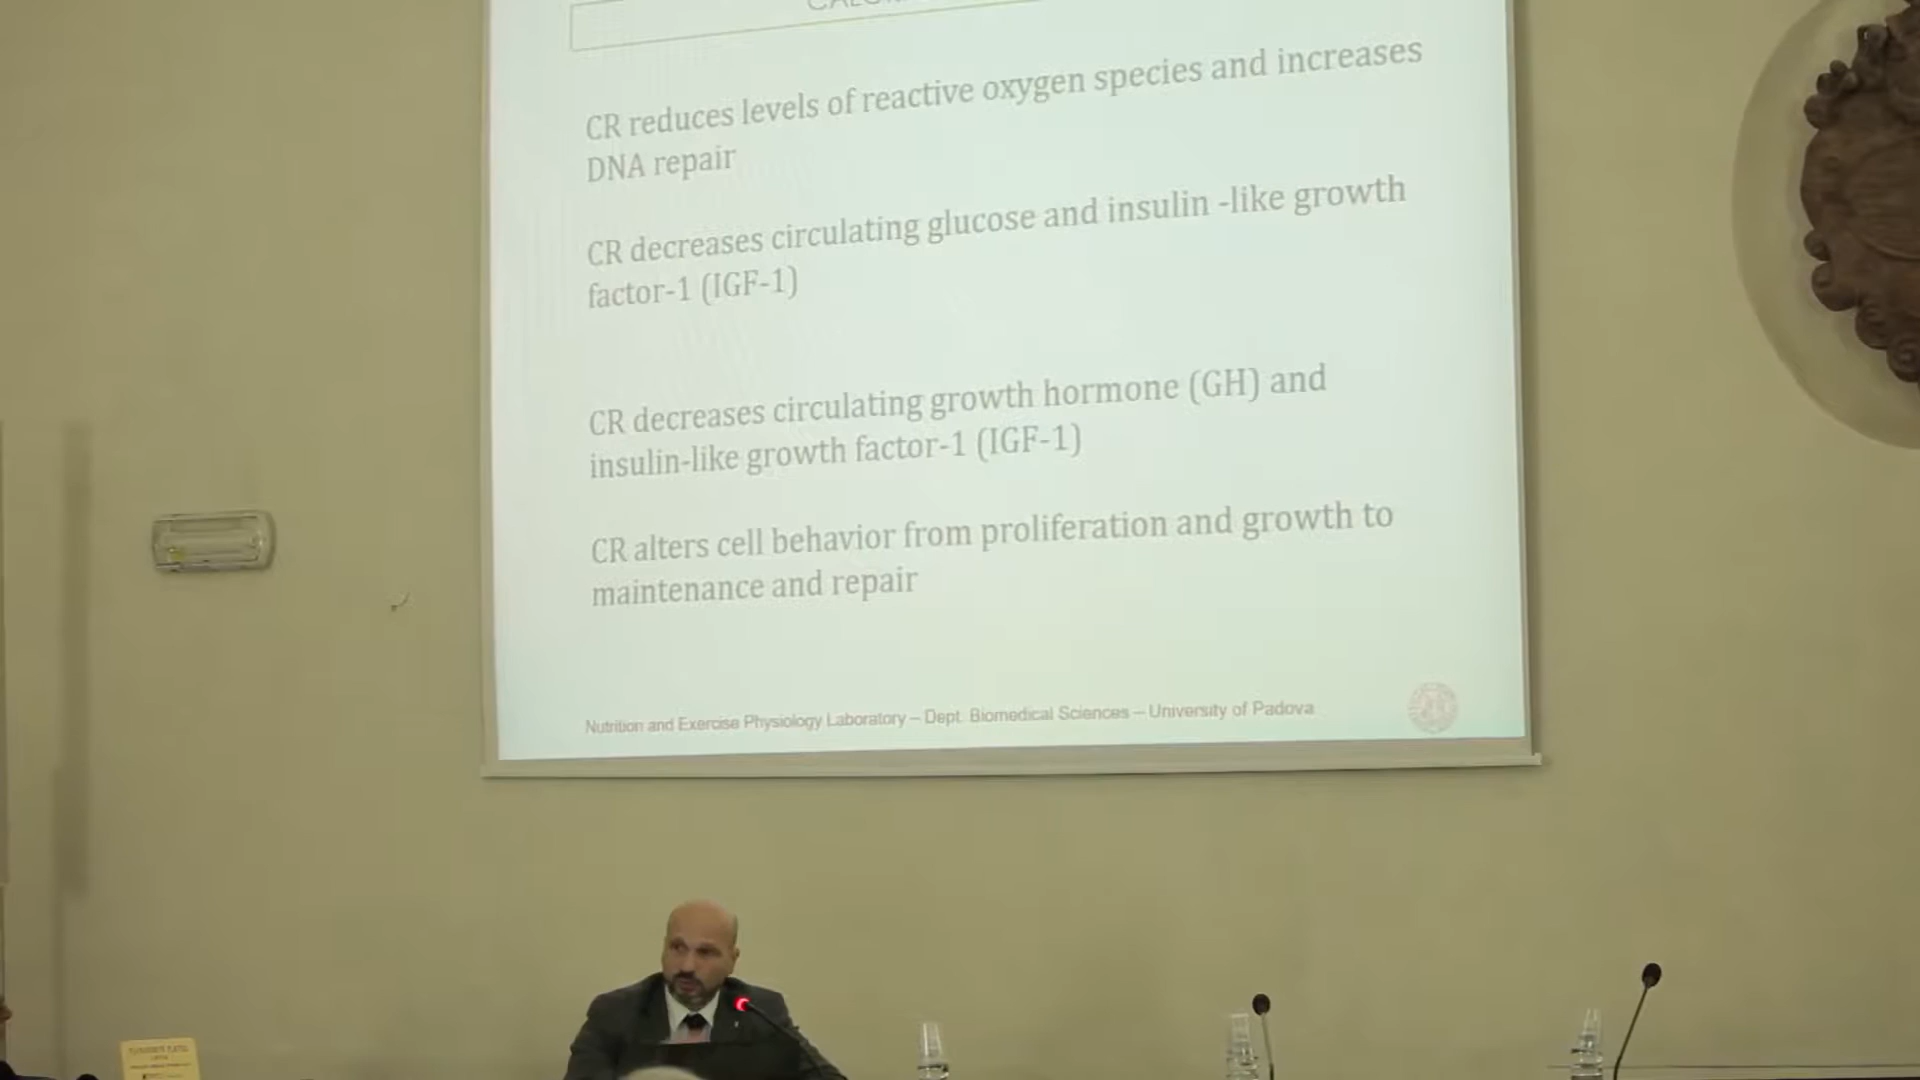 CR reduces levels of reactive oxygen species and increases
DNA repair
CR decreases circulating glucose and insulin -like growth
factor-1 (IGF-1)
CR decreases circulating growth hormone (GH) and
insulin-like growth factor-1 (IGF-1)
CR alters cell behavior from proliferation and growth to
maintenance and repair
Nutrition and Exercise Physiology Laboratory – Dept. Biomedical Sciences – University of Padova